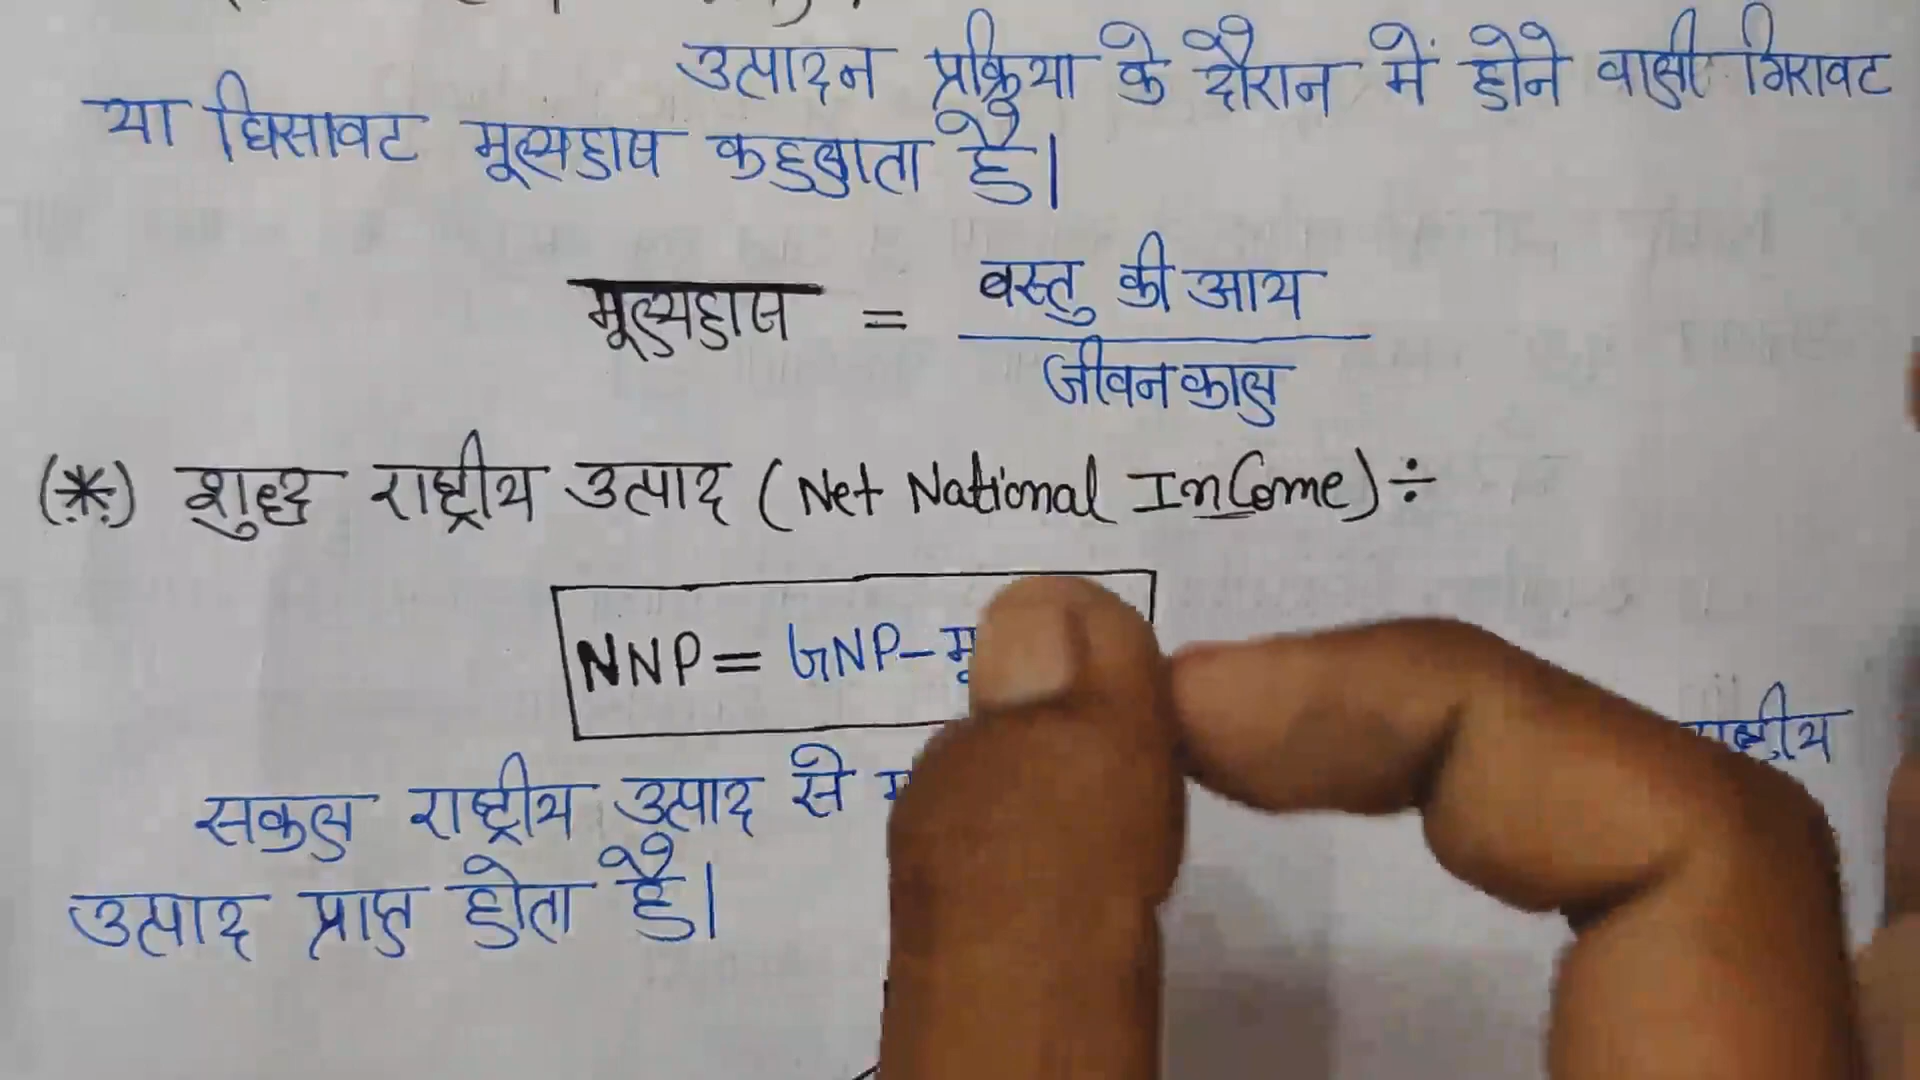 उत्पादन प्रक्रिया के दौरान में होने वाली गिरावट
या घिसावट मूल्यह्रास कहलाता है।
मूल्यह्रास = वस्तु की आय
जीवनकाल
(*) शुद्ध राष्ट्रीय उत्पाद (Net National InCome) ÷
NNP = GNP - मू
सकल राष्ट्रीय उत्पाद से
उत्पाद प्राप्त होता है।